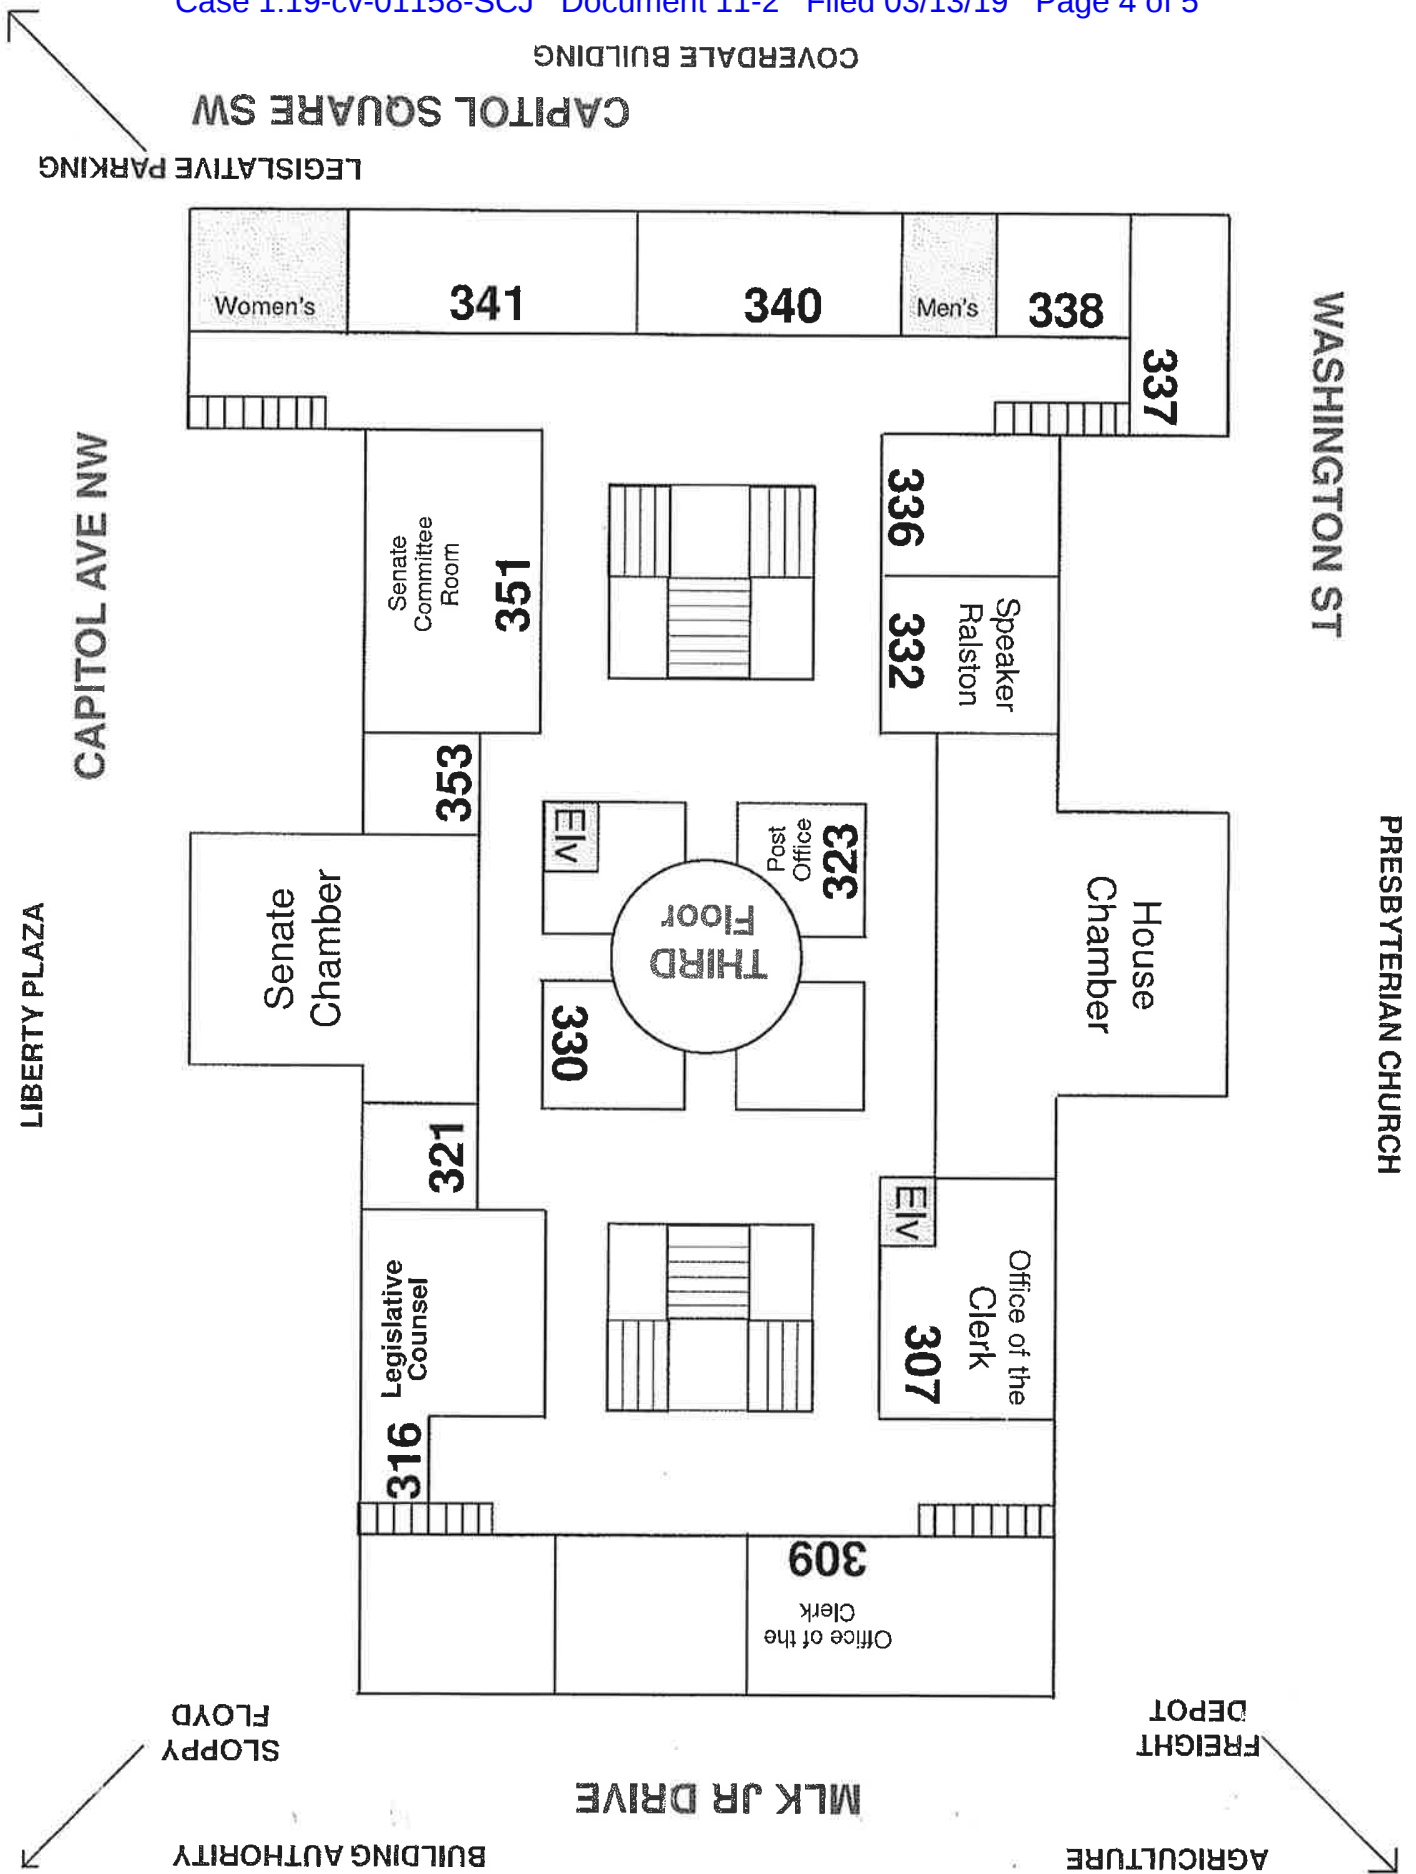 Case 1:19-cv-01158-SCJ Document 11-2 Filed 03/13/19 Page 4 of 5
COVERDALE BUILDING
CAPITOL SQUARE SW
LEGISLATIVE PARKING
Women's
341
340
Men's
338
337
WASHINGTON ST
CAPITOL AVE NW
Senate
Committee
Room
351
336
332
Speaker
Ralston
353
Elv
Post
Office
323
THIRD
Floor
330
Senate
Chamber
House
Chamber
LIBERTY PLAZA
PRESBYTERIAN CHURCH
321
Elv
Legislative
Counsel
316
307
Office of the
Clerk
309
Office of the
Clerk
SLOPPY
FLOYD
FREIGHT
DEPOT
MLK JR DRIVE
BUILDING AUTHORITY
AGRICULTURE